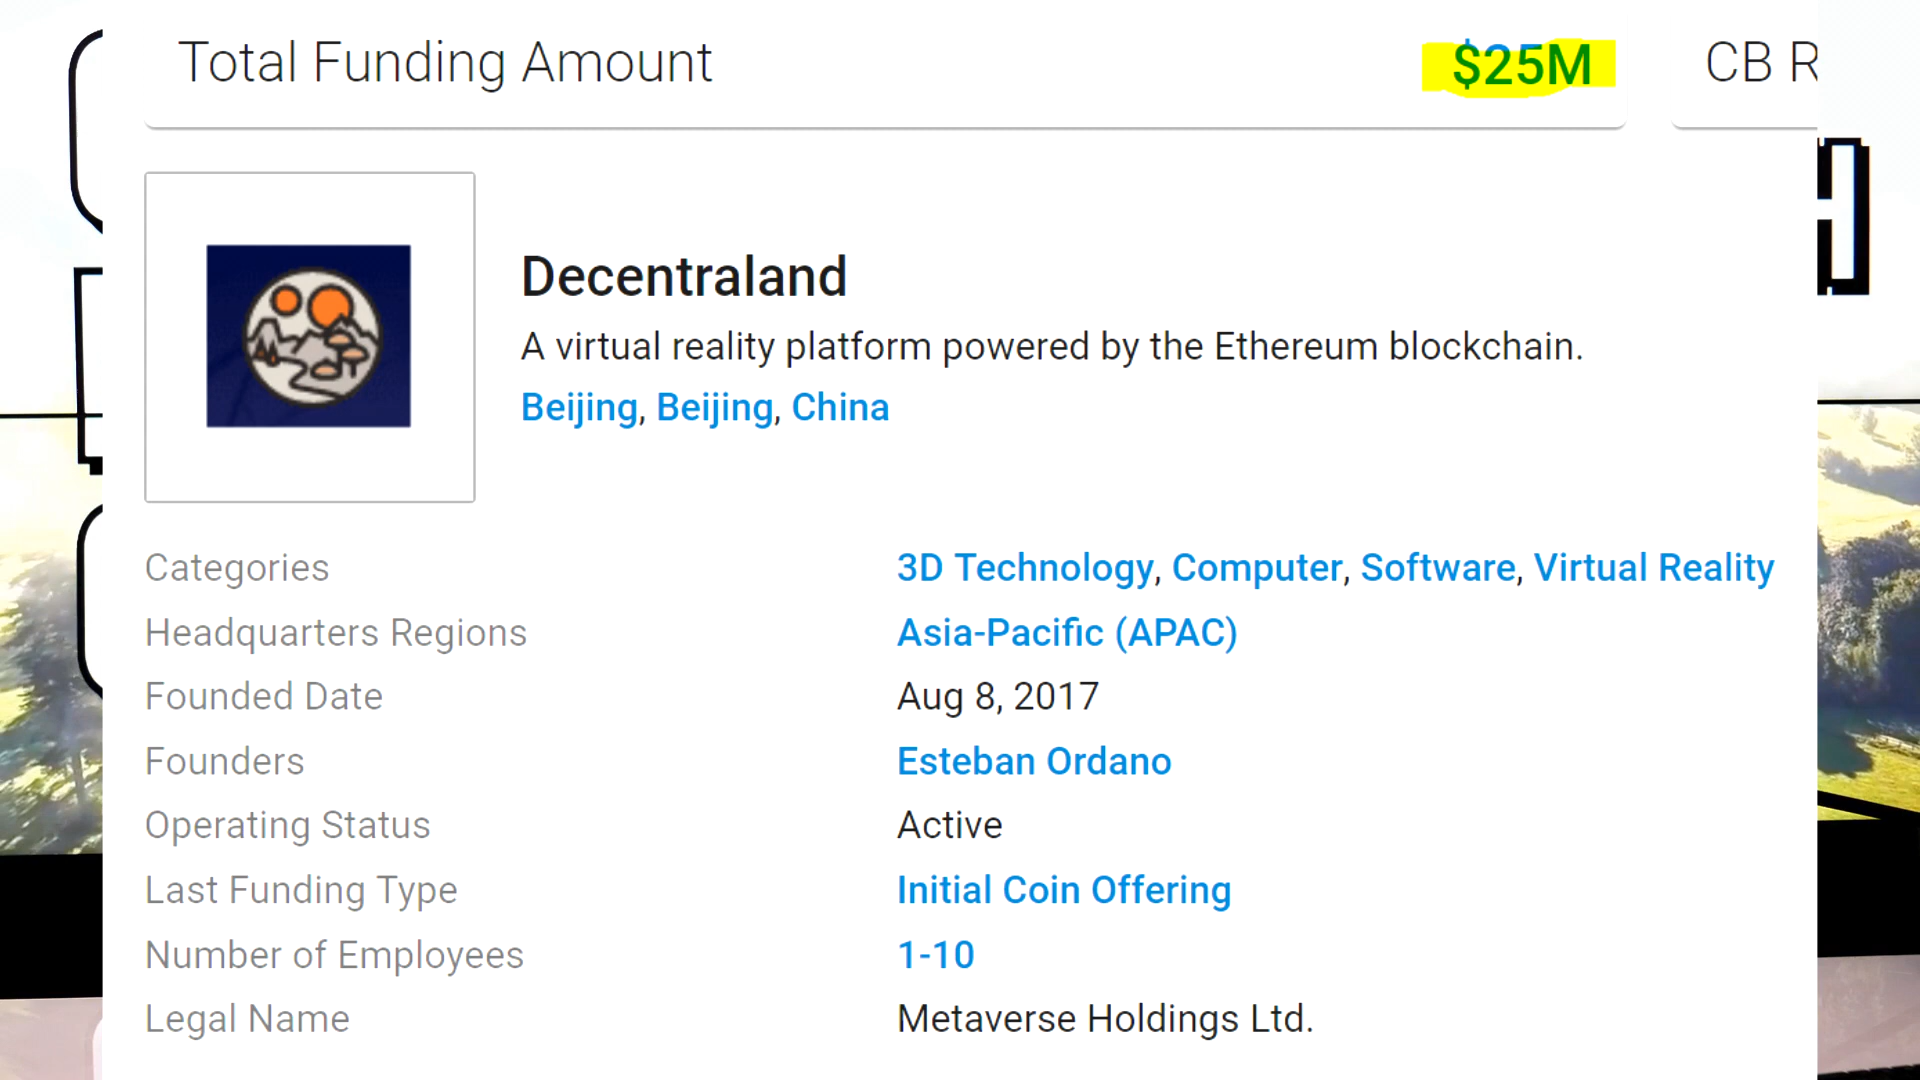 Total Funding Amount $25M CB R
Decentraland
A virtual reality platform powered by the Ethereum blockchain.
Beijing, Beijing, China
Categories 3D Technology, Computer, Software, Virtual Reality
Headquarters Regions Asia-Pacific (APAC)
Founded Date Aug 8, 2017
Founders Esteban Ordano
Operating Status Active
Last Funding Type Initial Coin Offering
Number of Employees 1-10
Legal Name Metaverse Holdings Ltd.